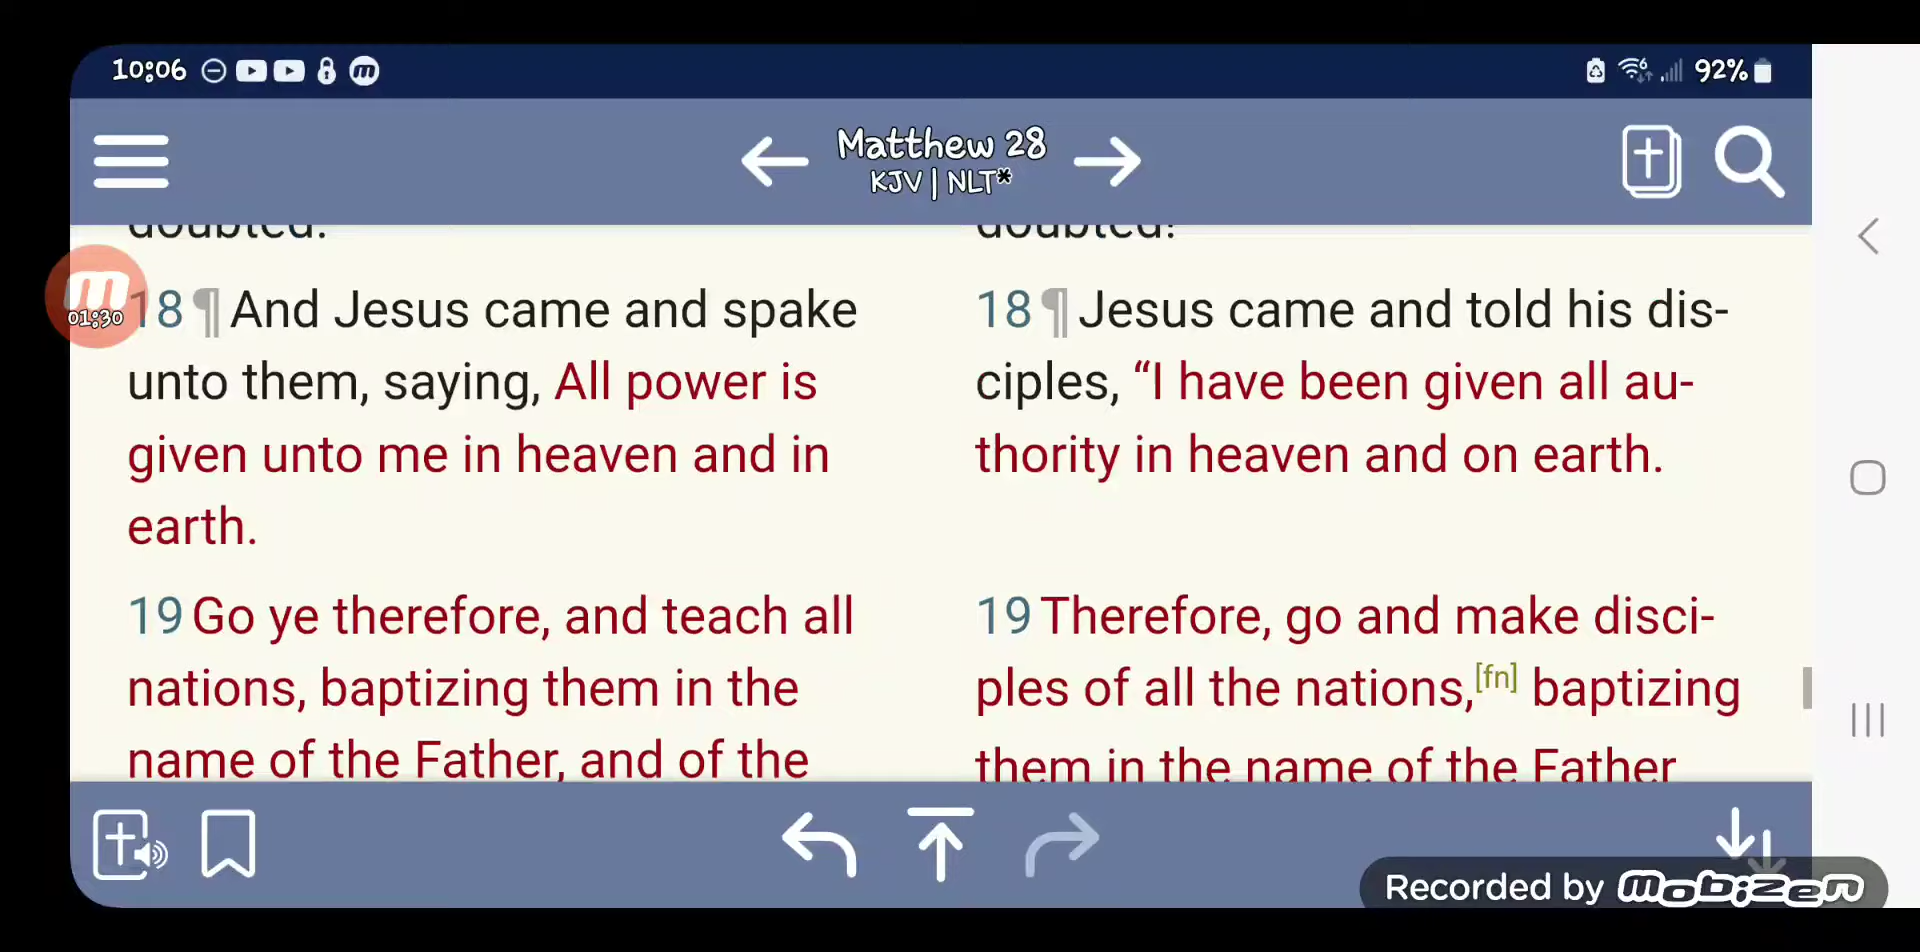 10:06
92%
Matthew 28
KJV | NLT*
doubted.
18 ¶ And Jesus came and spake
unto them, saying, All power is
given unto me in heaven and in
earth.
19 Go ye therefore, and teach all
nations, baptizing them in the
name of the Father, and of the
doubted!
18 ¶ Jesus came and told his dis-
ciples, “I have been given all au-
thority in heaven and on earth.
19 Therefore, go and make disci-
ples of all the nations,[fn] baptizing
them in the name of the Father
01:30
Recorded by Mobizen